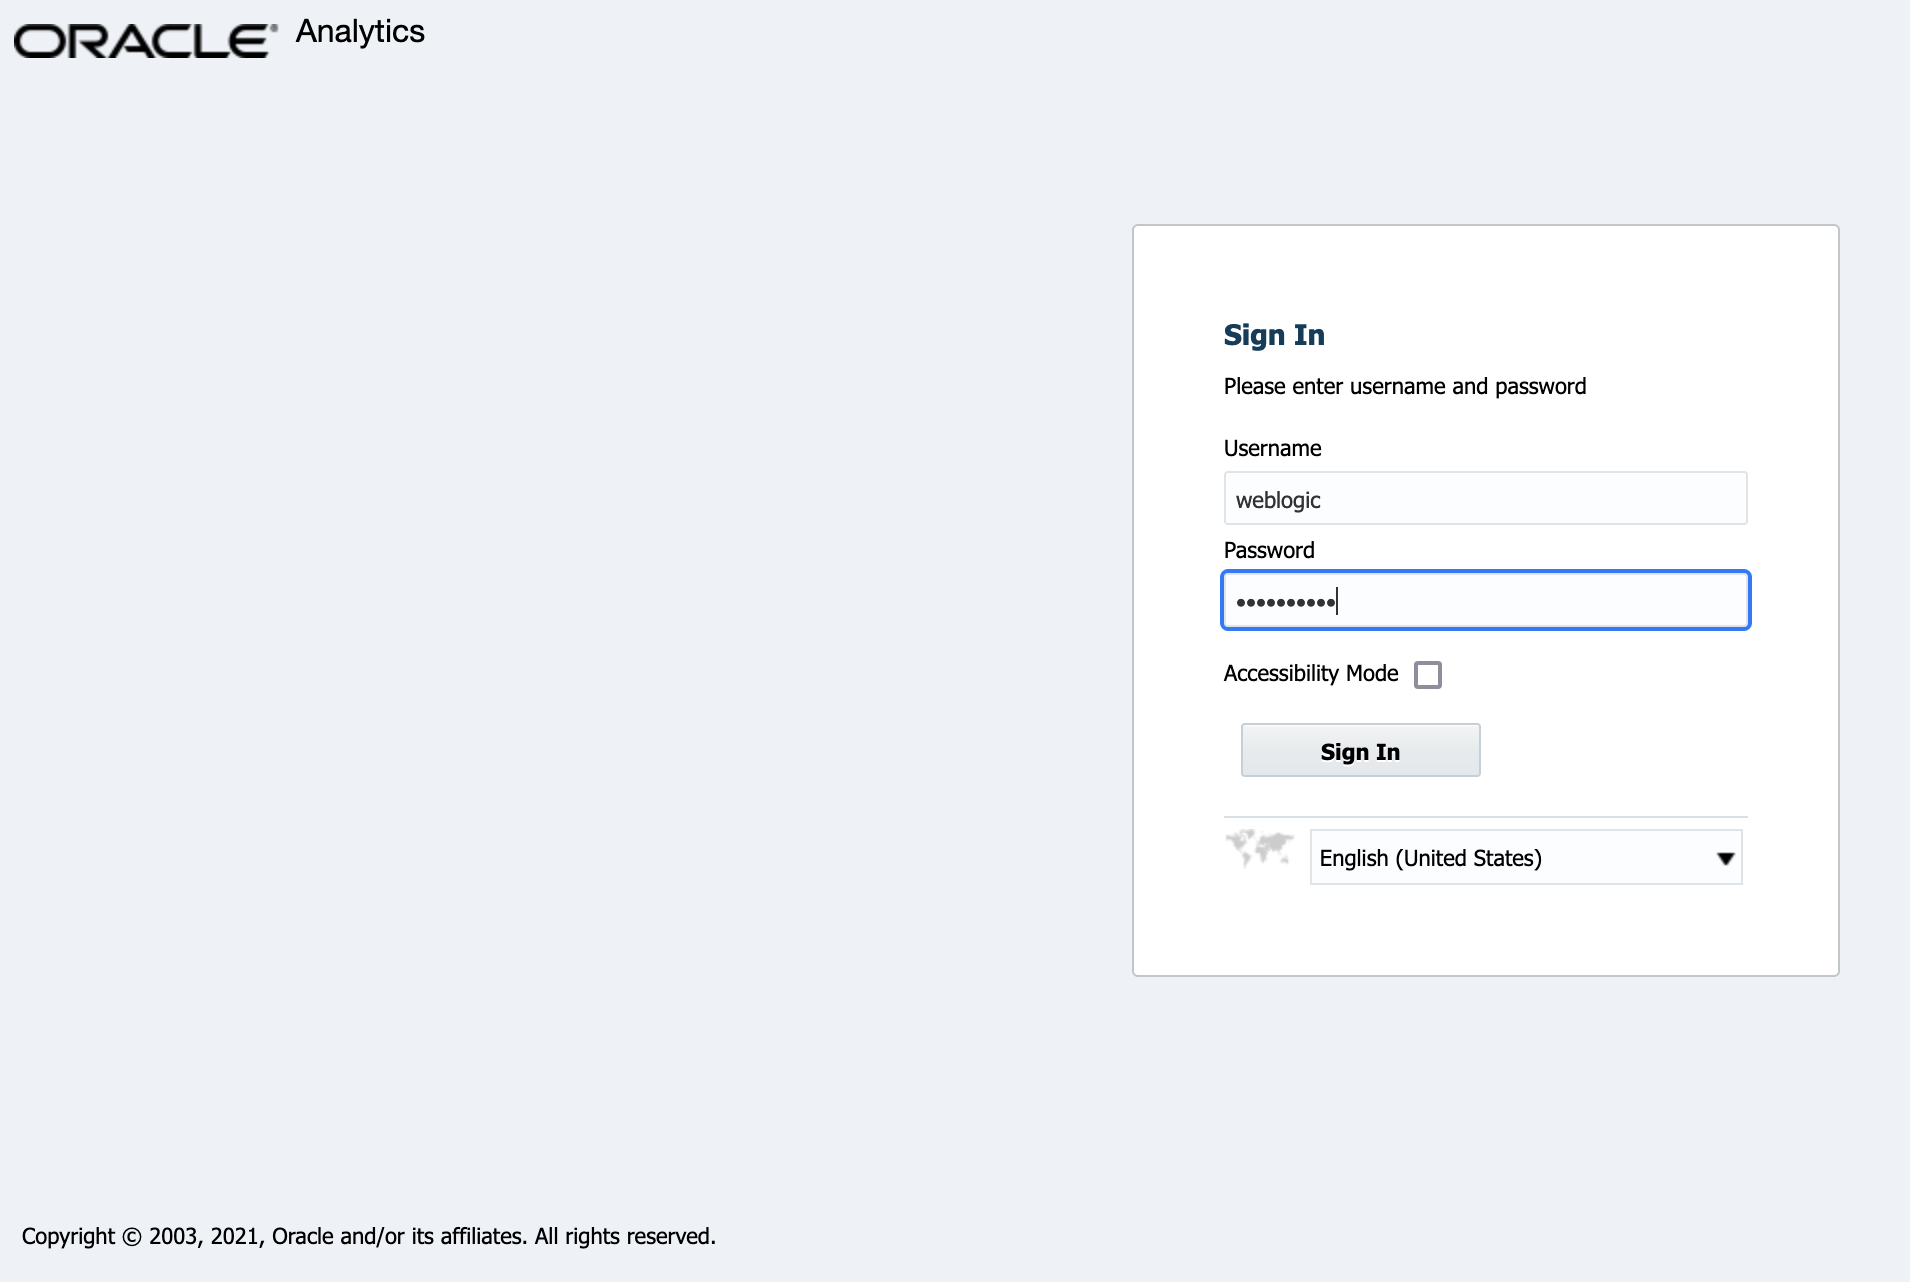 ORACLE® Analytics
Sign In
Please enter username and password
Username
weblogic
Password
••••••••••
Accessibility Mode
Sign In
English (United States)
Copyright © 2003, 2021, Oracle and/or its affiliates. All rights reserved.